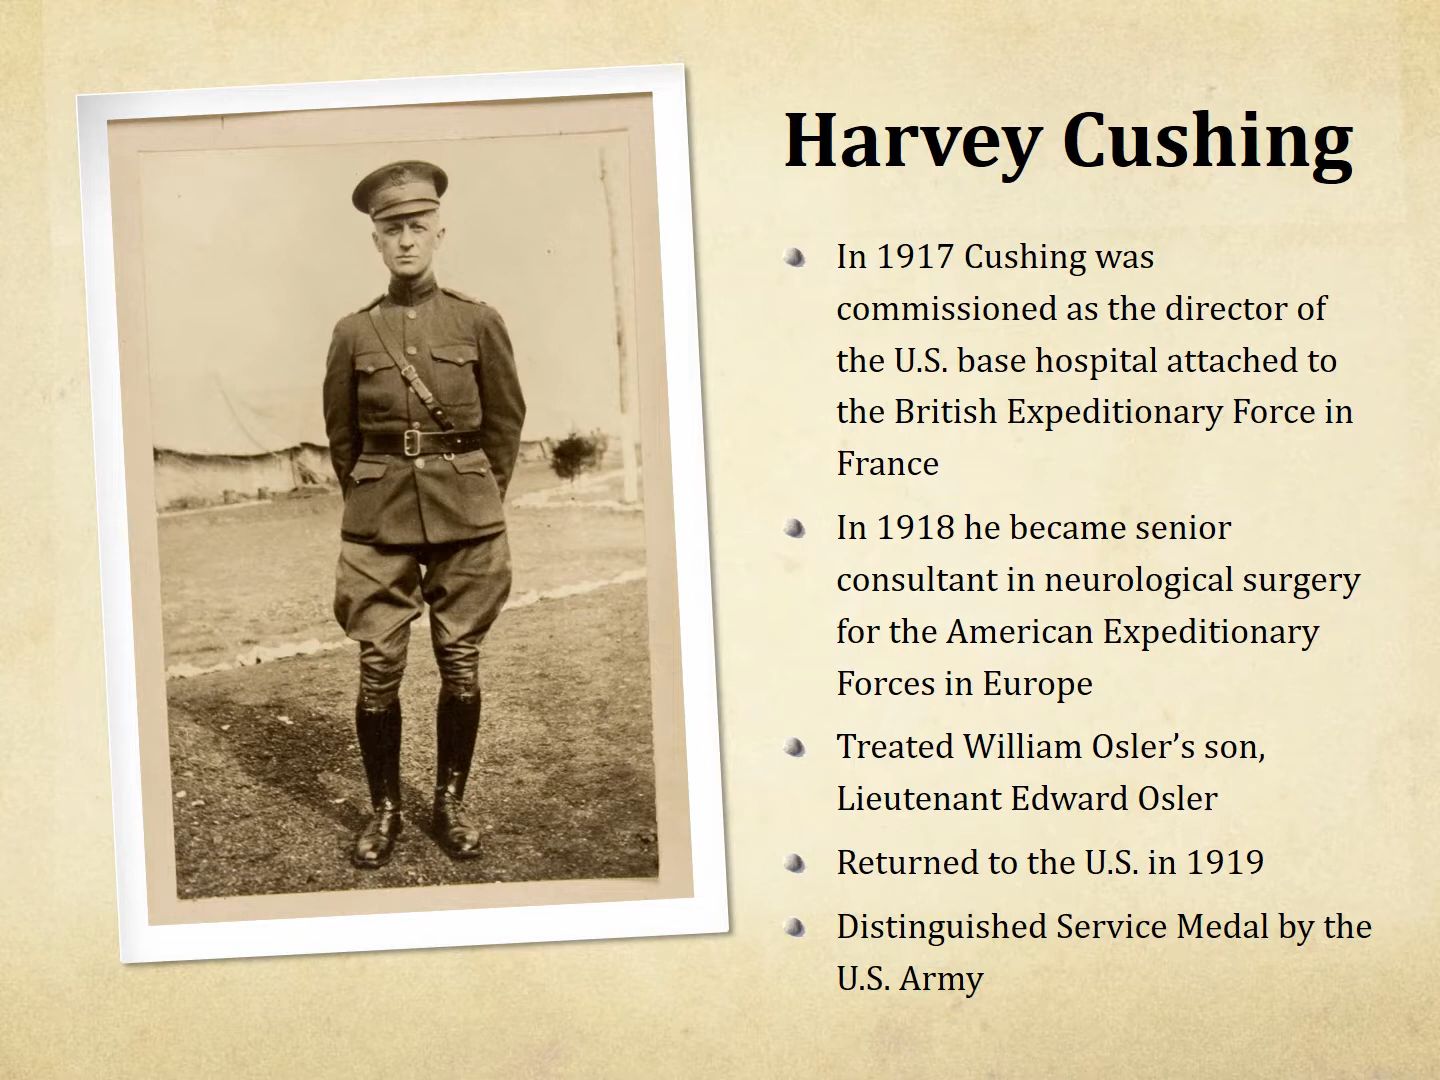 Harvey Cushing
In 1917 Cushing was
commissioned as the director of
the U.S. base hospital attached to
the British Expeditionary Force in
France
In 1918 he became senior
consultant in neurological surgery
for the American Expeditionary
Forces in Europe
Treated William Osler’s son,
Lieutenant Edward Osler
Returned to the U.S. in 1919
Distinguished Service Medal by the
U.S. Army